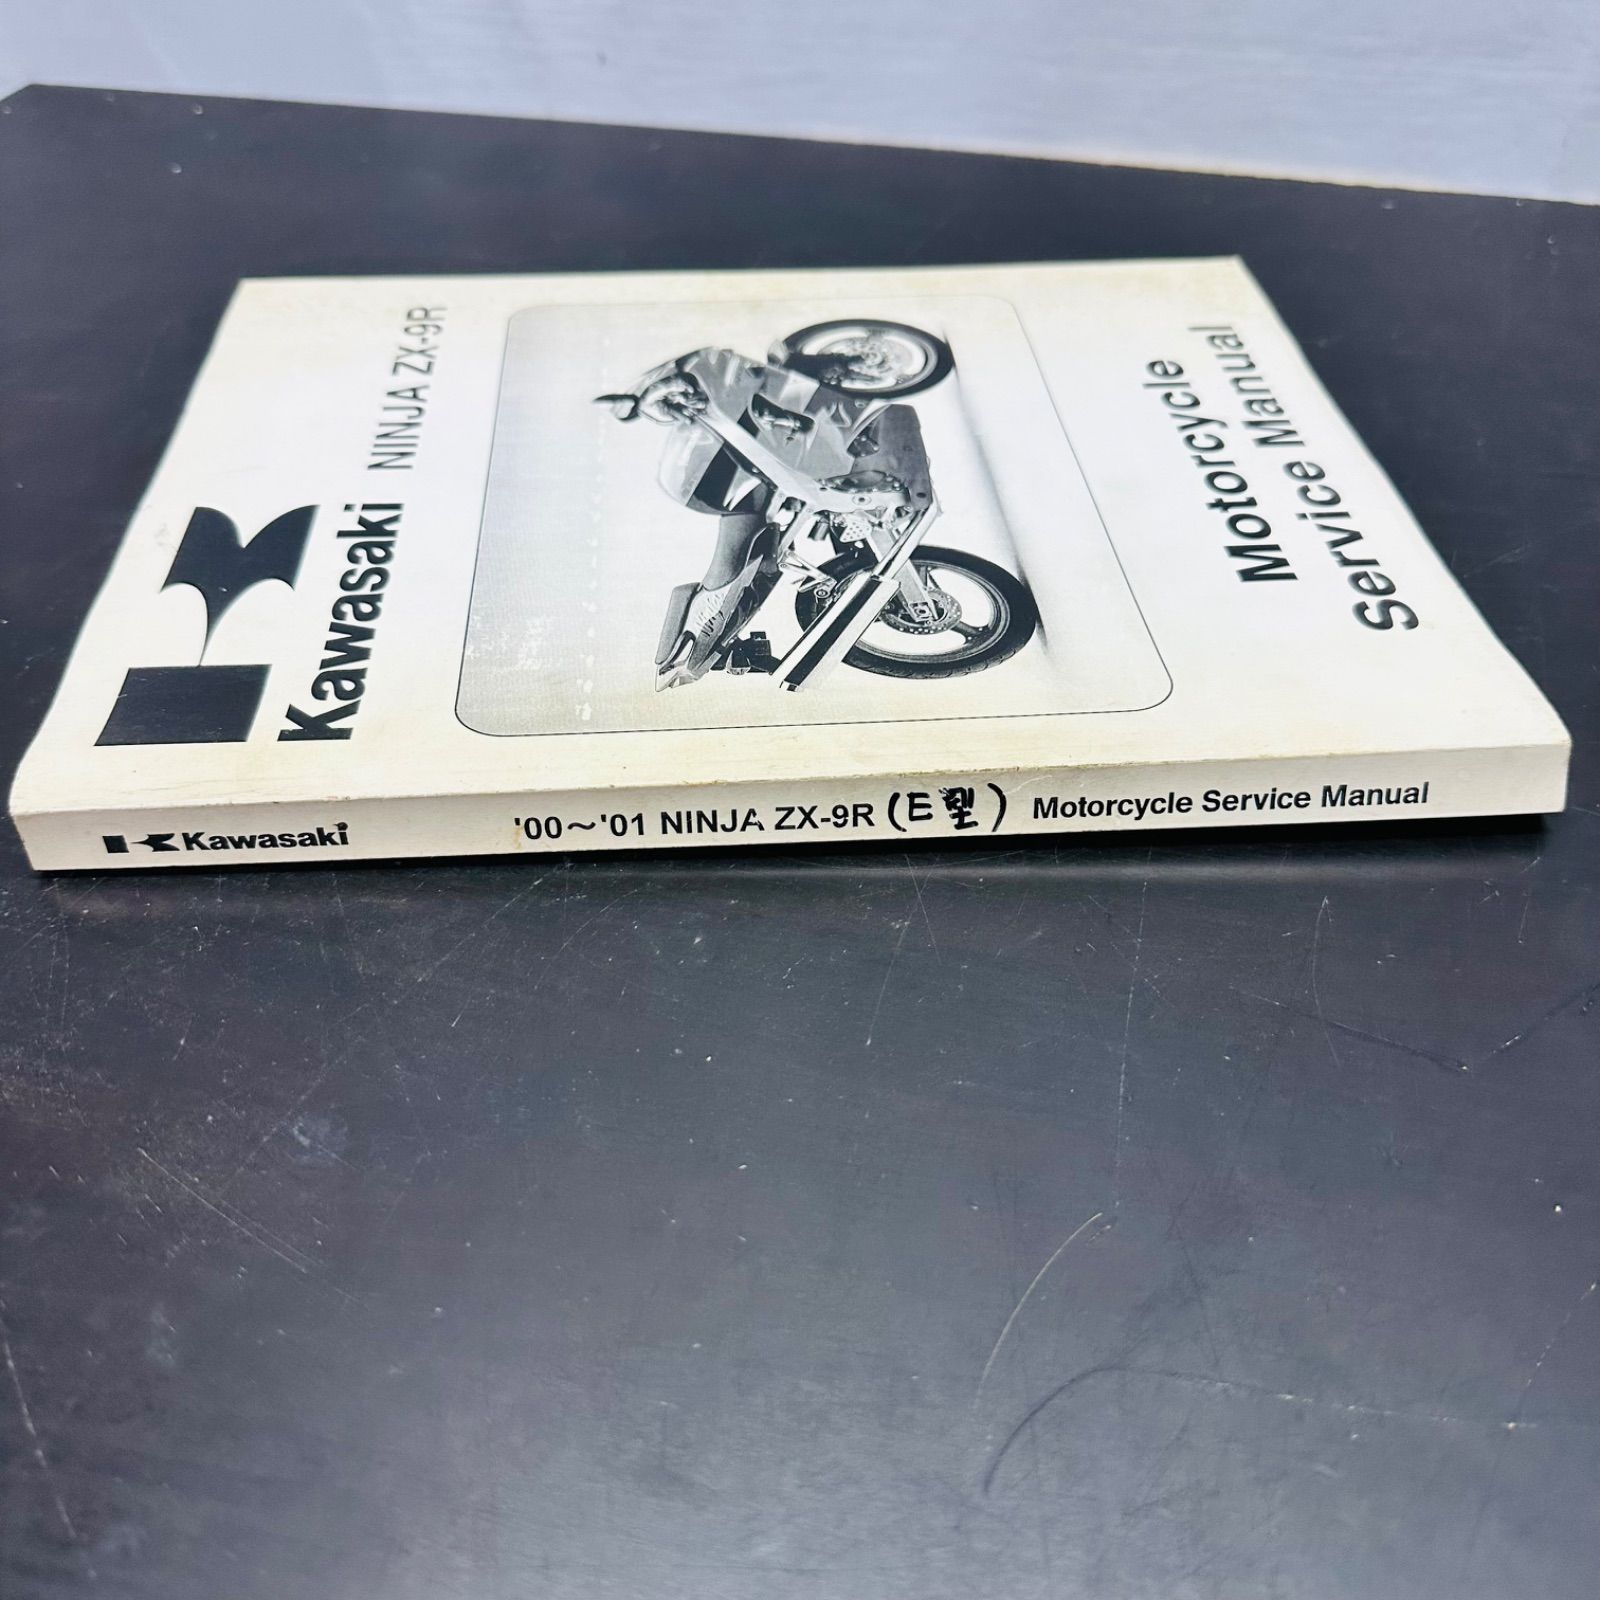 Kawasaki
NINJA ZX-9R
Motorcycle
Service Manual
Kawasaki '00～'01 NINJA ZX-9R (E型) Motorcycle Service Manual